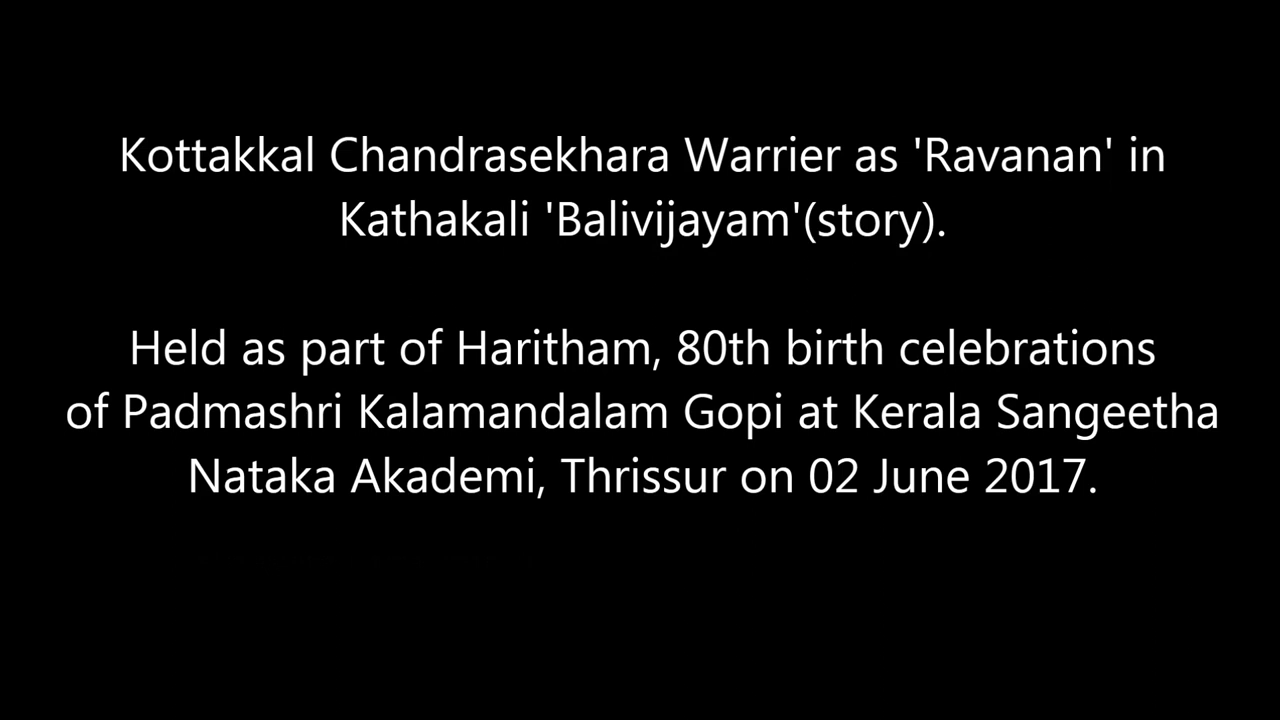 Kottakkal Chandrasekhara Warrier as 'Ravanan' in
Kathakali 'Balivijayam'(story).
Held as part of Haritham, 80th birth celebrations
of Padmashri Kalamandalam Gopi at Kerala Sangeetha
Nataka Akademi, Thrissur on 02 June 2017.